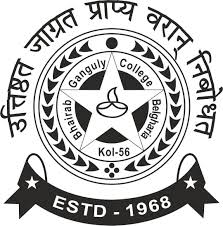 उत्तिष्ठत जाग्रत प्राप्य वरान् निबोधत
Bhairab Ganguly College Belgharia
Kol-56
ESTD - 1968